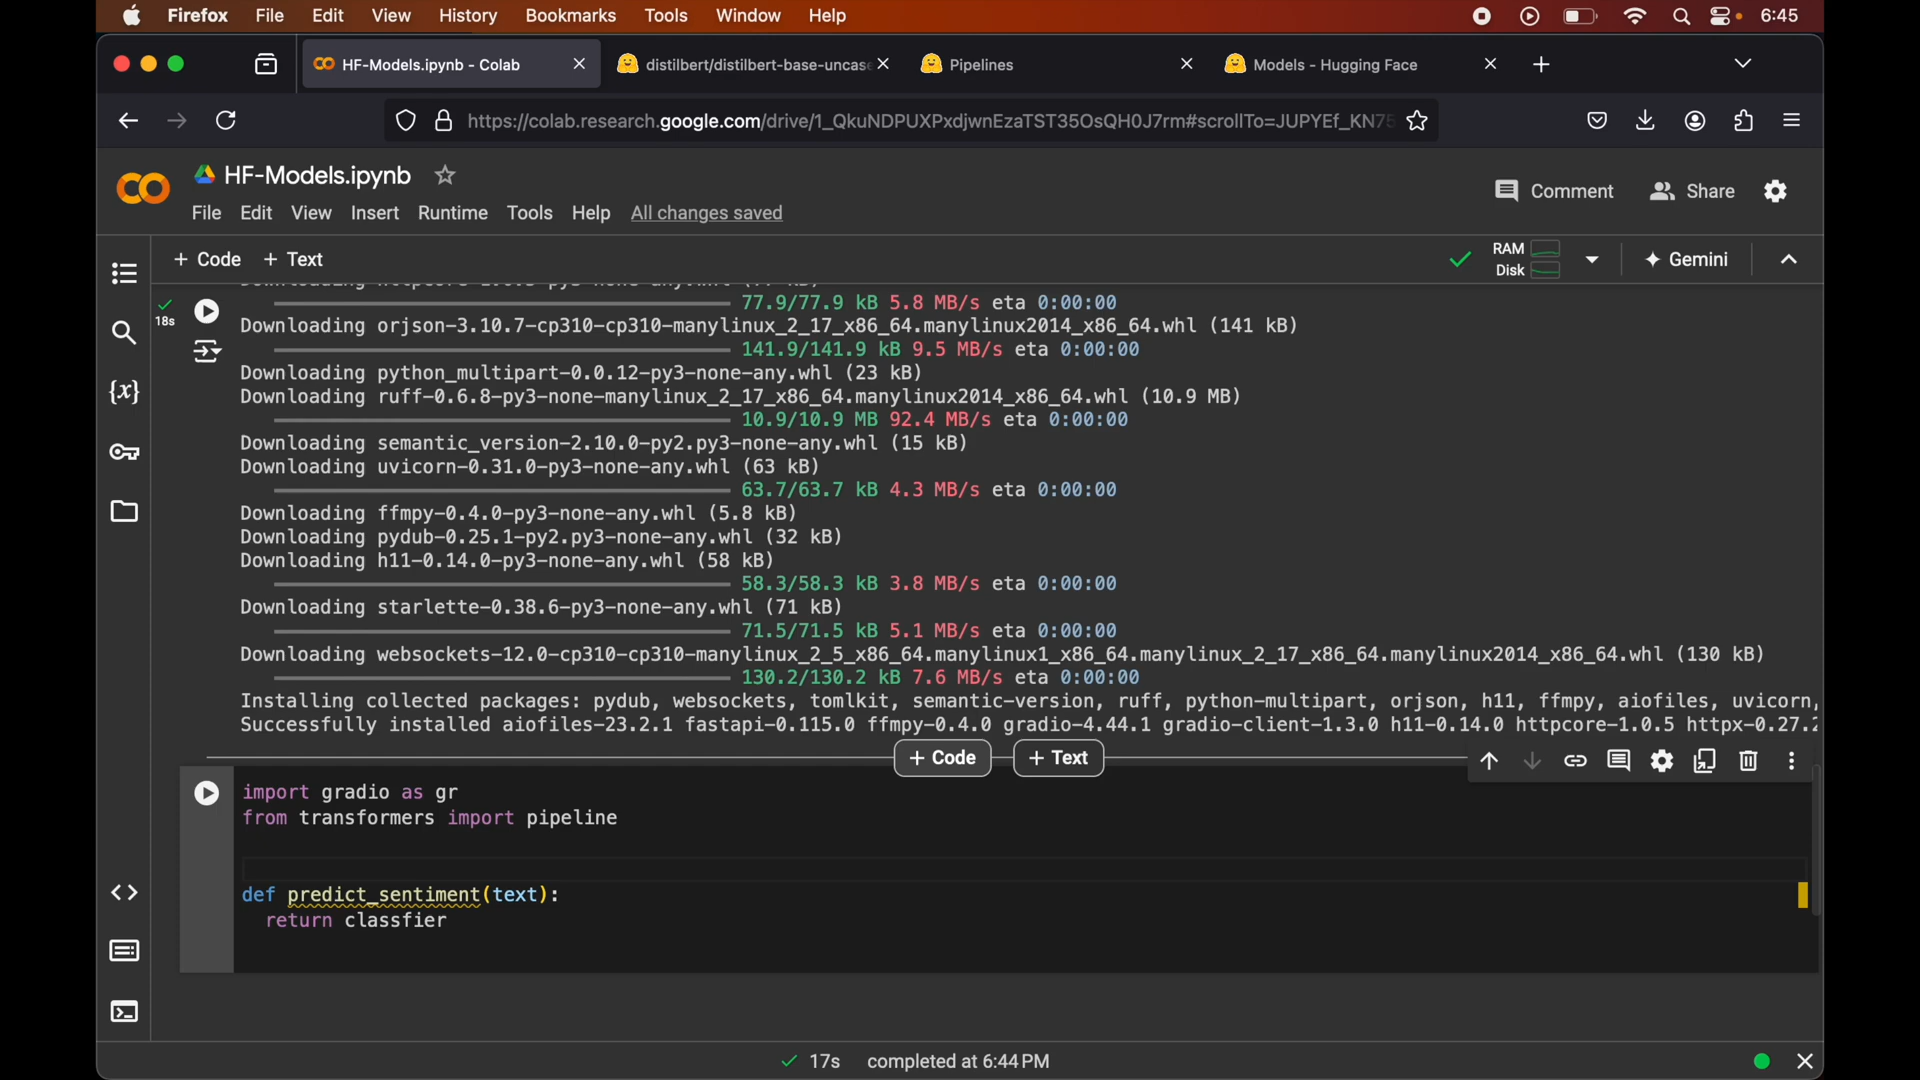 Firefox File Edit View History Bookmarks Tools Window Help 6:45
HF-Models.ipynb - Colab distilbert/distilbert-base-uncase Pipelines Models - Hugging Face
https://colab.research.google.com/drive/1_QkuNDPUXPxdjwnEzaTST35OsQH0J7rm#scrollTo=JUPYEf_KN75
HF-Models.ipynb
Comment Share
File Edit View Insert Runtime Tools Help All changes saved
+ Code + Text RAM Disk Gemini
77.9/77.9 kB 5.8 MB/s eta 0:00:00
18s
Downloading orjson-3.10.7-cp310-cp310-manylinux_2_17_x86_64.manylinux2014_x86_64.whl (141 kB)
141.9/141.9 kB 9.5 MB/s eta 0:00:00
Downloading python_multipart-0.0.12-py3-none-any.whl (23 kB)
Downloading ruff-0.6.8-py3-none-manylinux_2_17_x86_64.manylinux2014_x86_64.whl (10.9 MB)
10.9/10.9 MB 92.4 MB/s eta 0:00:00
Downloading semantic_version-2.10.0-py2.py3-none-any.whl (15 kB)
Downloading uvicorn-0.31.0-py3-none-any.whl (63 kB)
63.7/63.7 kB 4.3 MB/s eta 0:00:00
Downloading ffmpy-0.4.0-py3-none-any.whl (5.8 kB)
Downloading pydub-0.25.1-py2.py3-none-any.whl (32 kB)
Downloading h11-0.14.0-py3-none-any.whl (58 kB)
58.3/58.3 kB 3.8 MB/s eta 0:00:00
Downloading starlette-0.38.6-py3-none-any.whl (71 kB)
71.5/71.5 kB 5.1 MB/s eta 0:00:00
Downloading websockets-12.0-cp310-cp310-manylinux_2_5_x86_64.manylinux1_x86_64.manylinux_2_17_x86_64.manylinux2014_x86_64.whl (130 kB)
130.2/130.2 kB 7.6 MB/s eta 0:00:00
Installing collected packages: pydub, websockets, tomlkit, semantic-version, ruff, python-multipart, orjson, h11, ffmpy, aiofiles, uvicorn,
Successfully installed aiofiles-23.2.1 fastapi-0.115.0 ffmpy-0.4.0 gradio-4.44.1 gradio-client-1.3.0 h11-0.14.0 httpcore-1.0.5 httpx-0.27.2
+ Code + Text
import gradio as gr
from transformers import pipeline
def predict_sentiment(text):
return classfier
17s completed at 6:44 PM